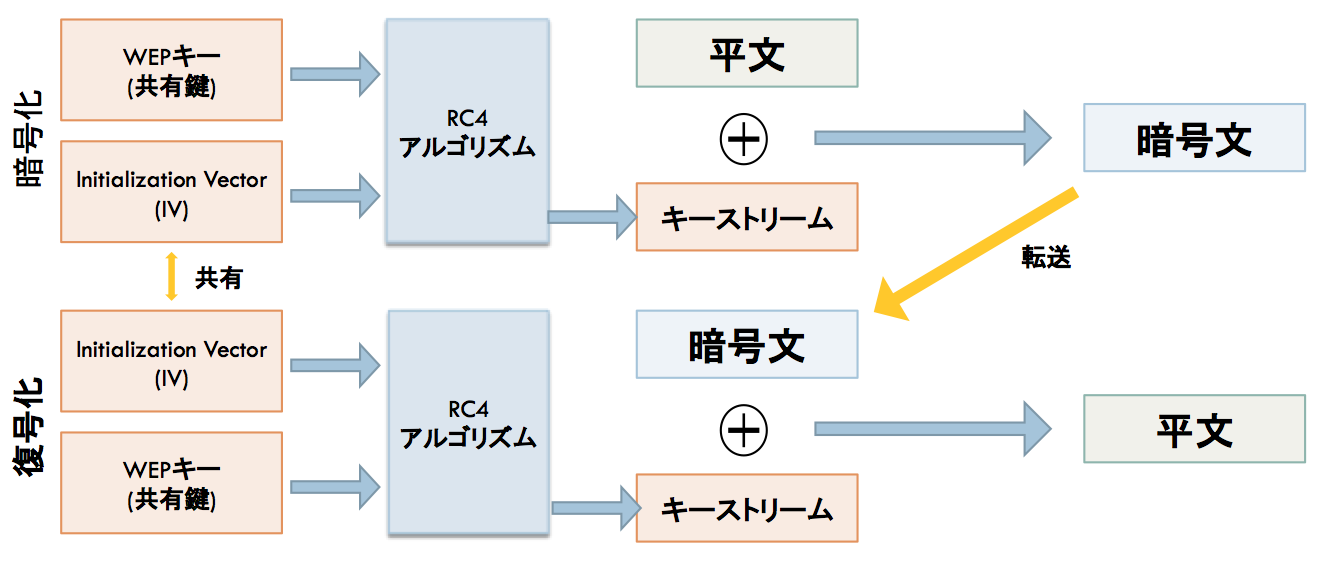 暗号化
WEPキー
(共有鍵)
Initialization Vector
(IV)
RC4
アルゴリズム
平文
キーストリーム
暗号文
共有
転送
復号化
Initialization Vector
(IV)
WEPキー
(共有鍵)
RC4
アルゴリズム
暗号文
キーストリーム
平文